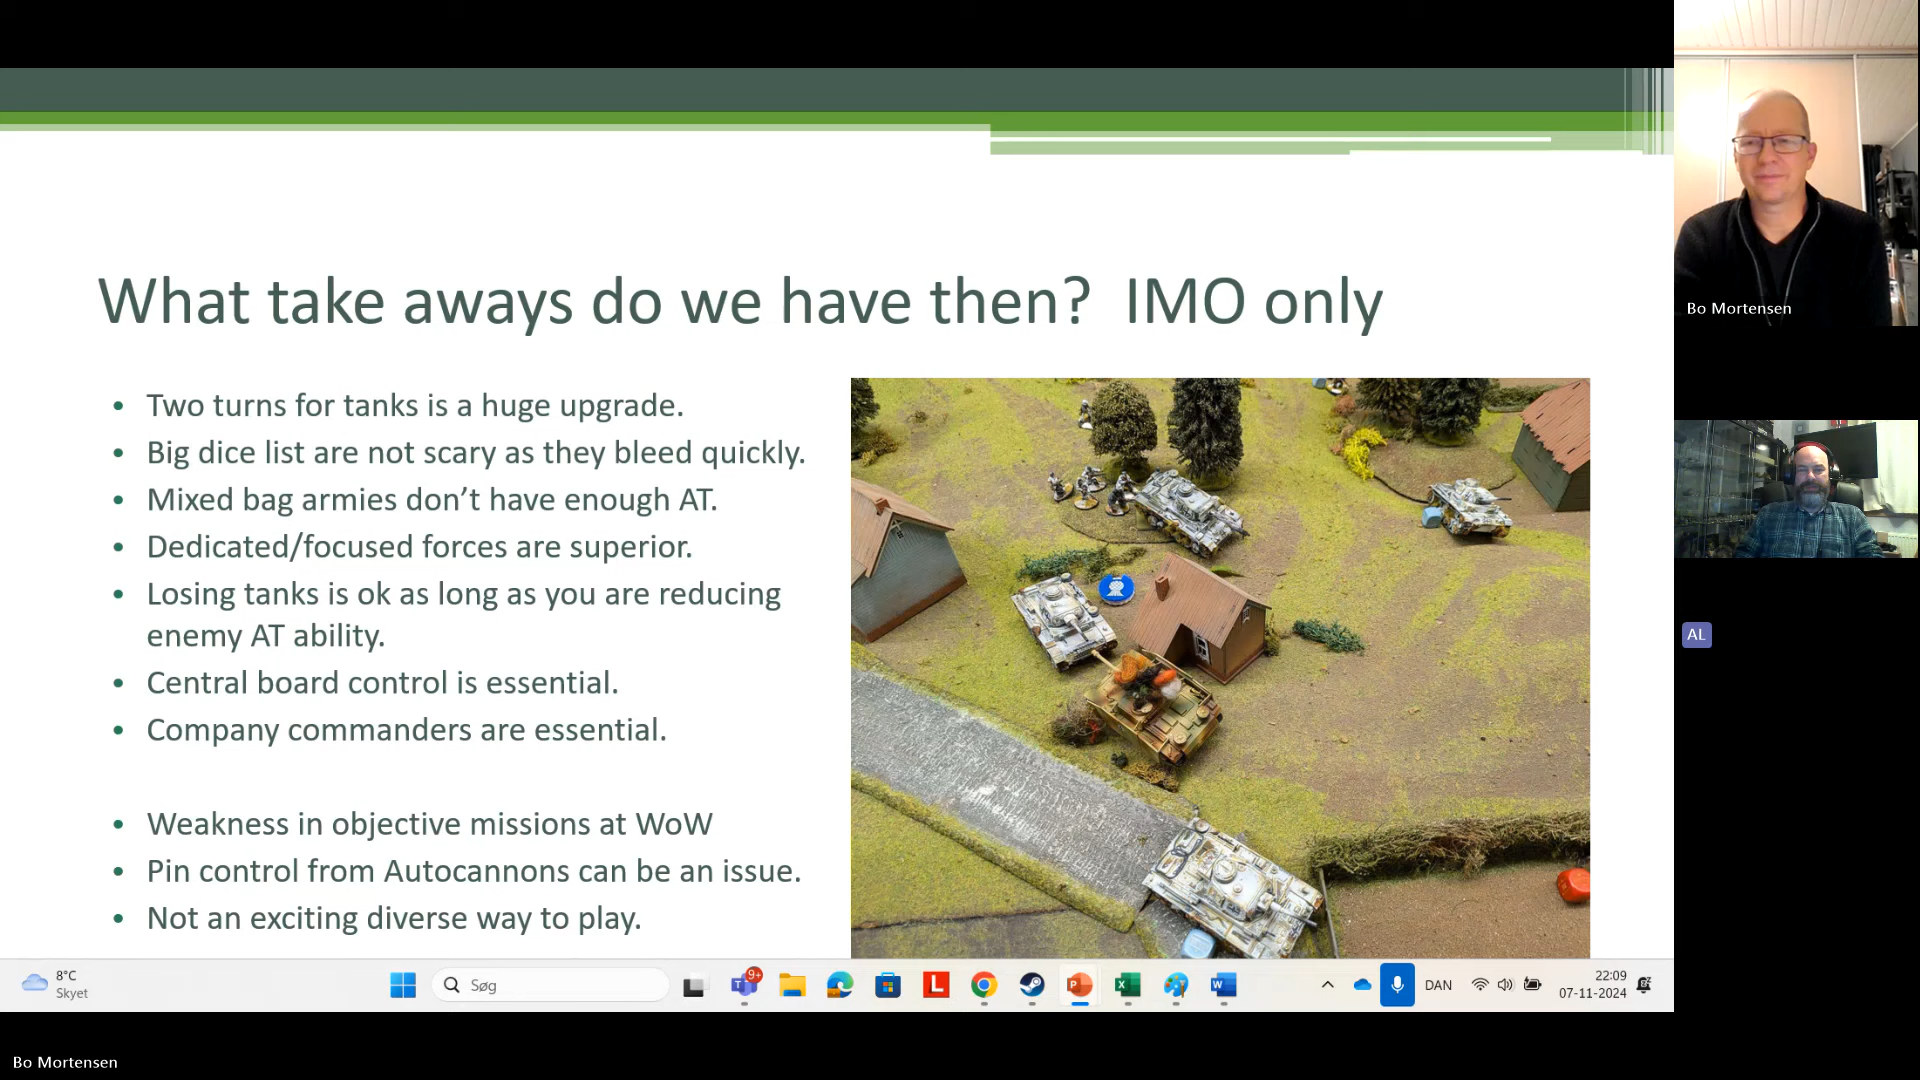 What take aways do we have then?  IMO only
• Two turns for tanks is a huge upgrade.
• Big dice list are not scary as they bleed quickly.
• Mixed bag armies don’t have enough AT.
• Dedicated/focused forces are superior.
• Losing tanks is ok as long as you are reducing
enemy AT ability.
• Central board control is essential.
• Company commanders are essential.
• Weakness in objective missions at WoW
• Pin control from Autocannons can be an issue.
• Not an exciting diverse way to play.
Bo Mortensen
AL
8°C
Skyet
Søg
9+
DAN
22:09
07-11-2024
Bo Mortensen